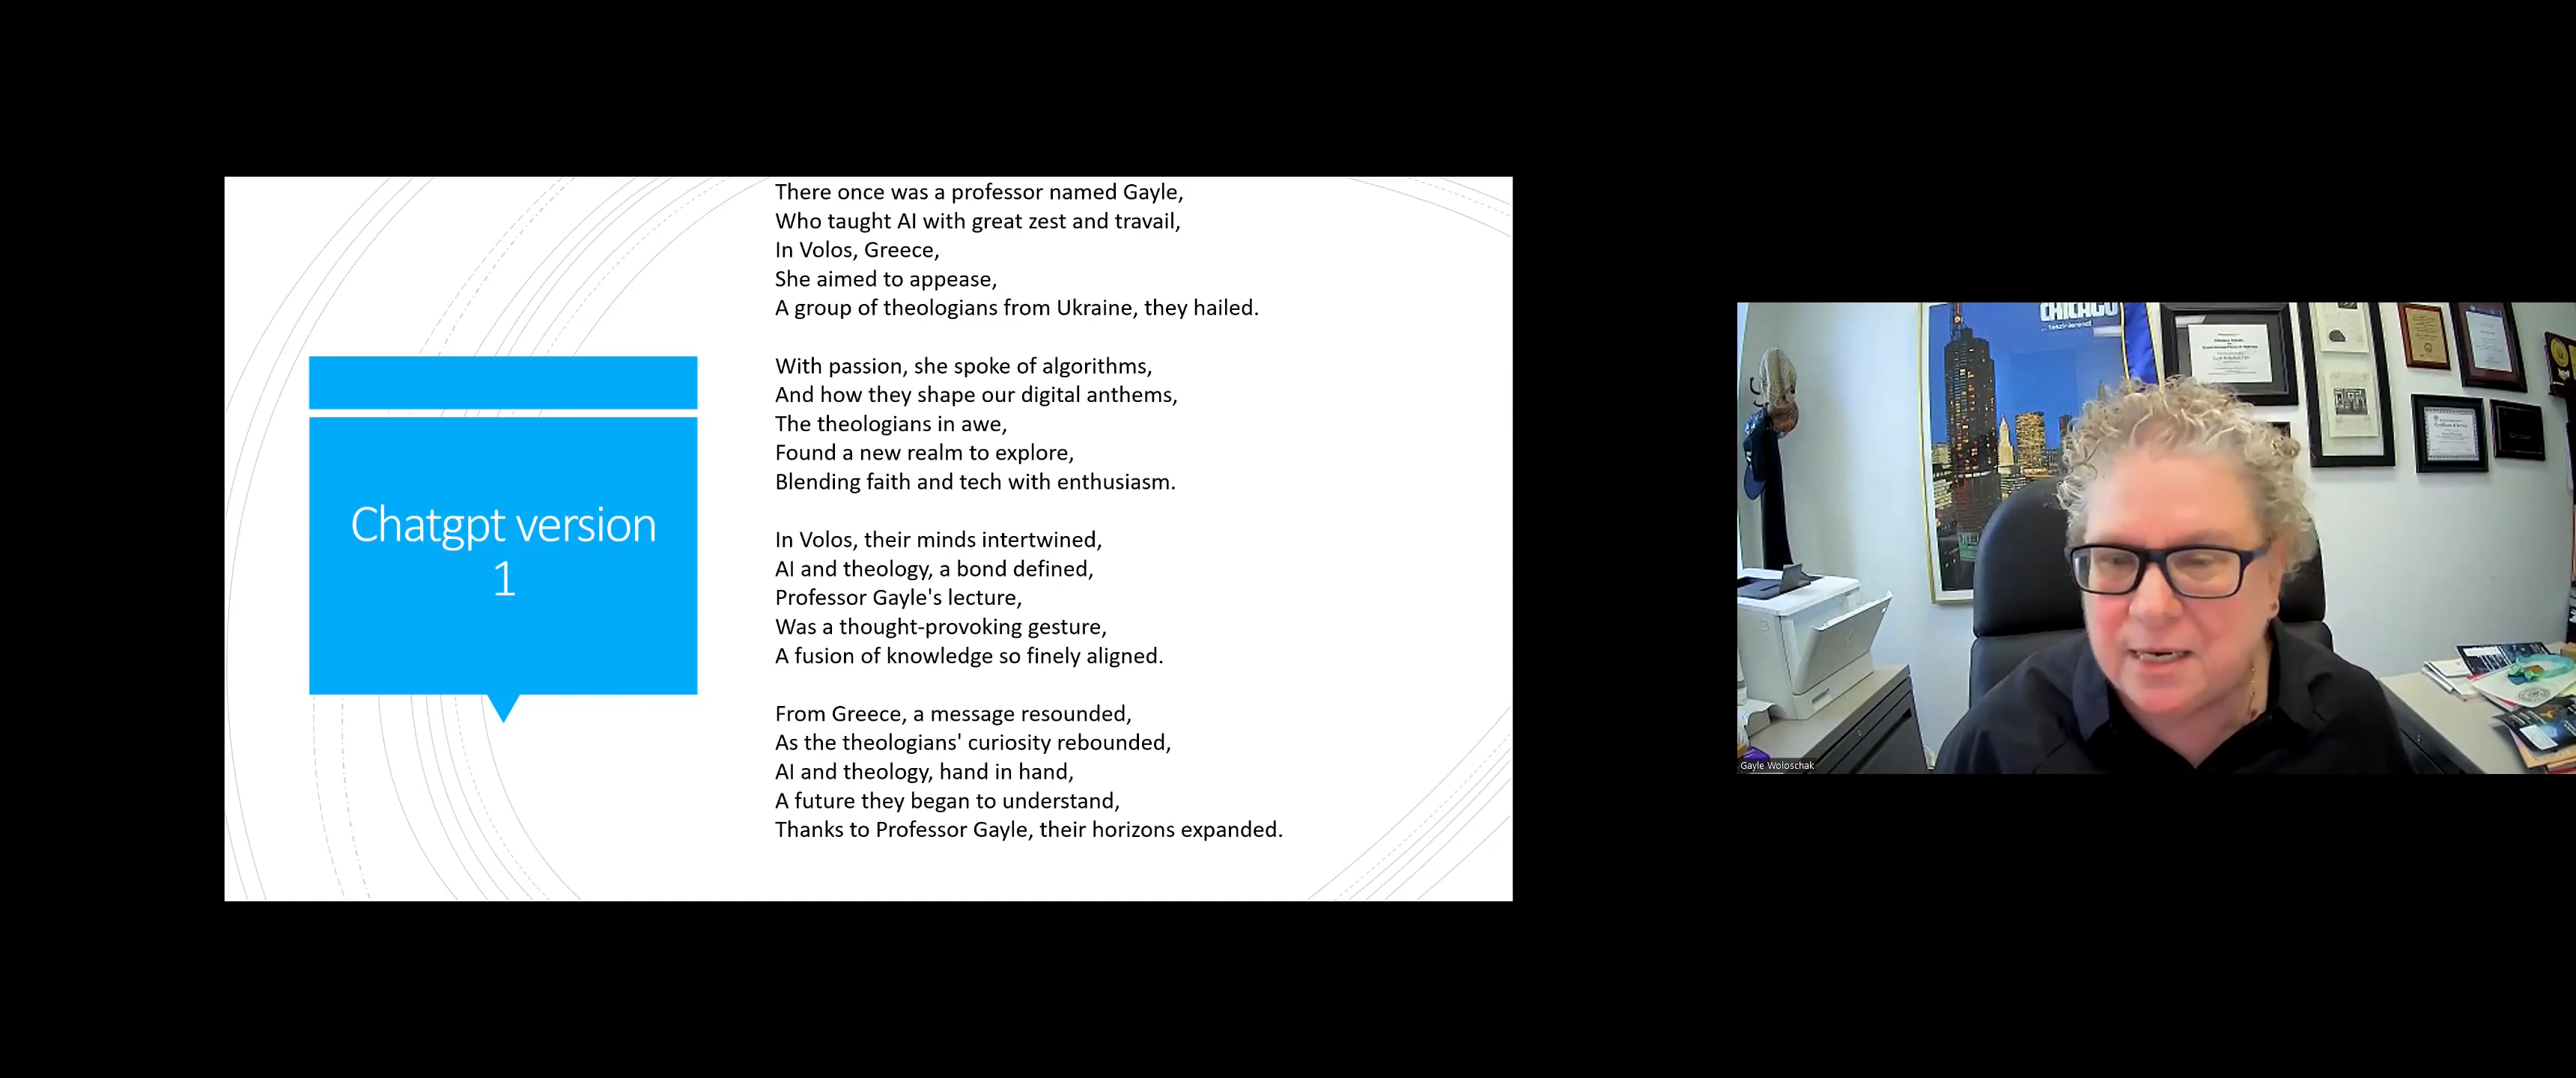 There once was a professor named Gayle,
Who taught AI with great zest and travail,
In Volos, Greece,
She aimed to appease,
A group of theologians from Ukraine, they hailed.
With passion, she spoke of algorithms,
And how they shape our digital anthems,
The theologians in awe,
Found a new realm to explore,
Blending faith and tech with enthusiasm.
In Volos, their minds intertwined,
AI and theology, a bond defined,
Professor Gayle's lecture,
Was a thought-provoking gesture,
A fusion of knowledge so finely aligned.
From Greece, a message resounded,
As the theologians' curiosity rebounded,
AI and theology, hand in hand,
A future they began to understand,
Thanks to Professor Gayle, their horizons expanded.
Chatgpt version
1
CHICAGO
Gayle Woloschak